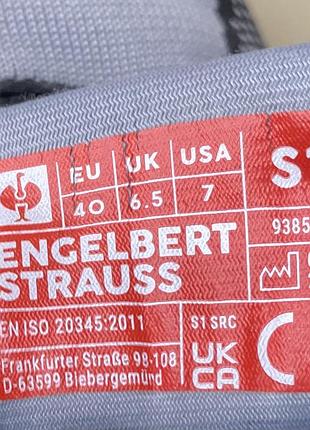 EU UK USA S1
40 6.5 7
9385
ENGELBERT
STRAUSS
EN ISO 20345:2011 S1 SRC
Frankfurter Straße 98-108
D-63599 Biebergemünd
UK
CA
CE